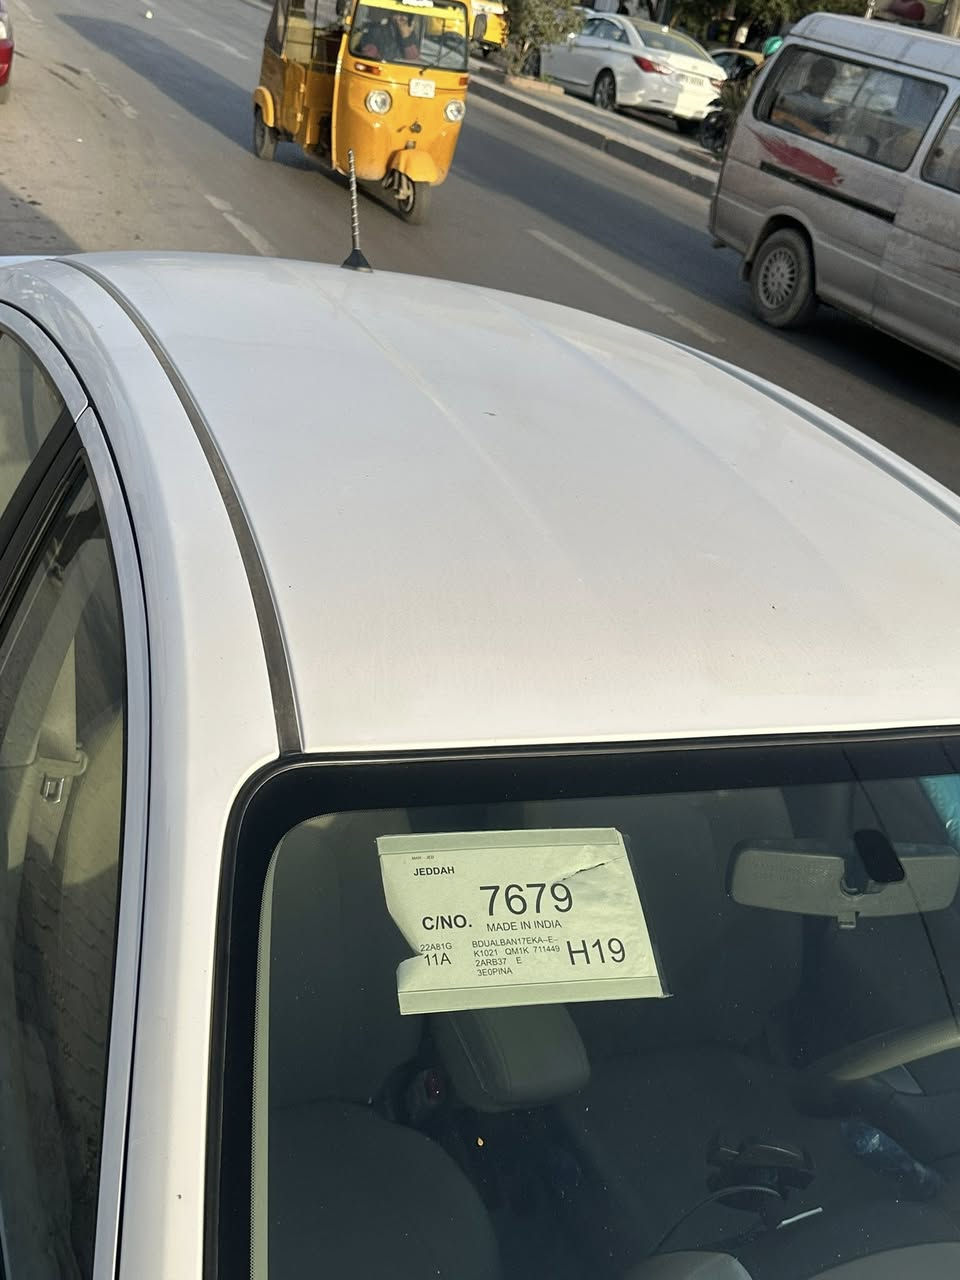 JEDDAH
7679
C/NO.
MADE IN INDIA
22A81G
11A
BDUALBAN17EKA-E-
K1021 QM1K 711449
2ARB37 E
3E0PINA
H19